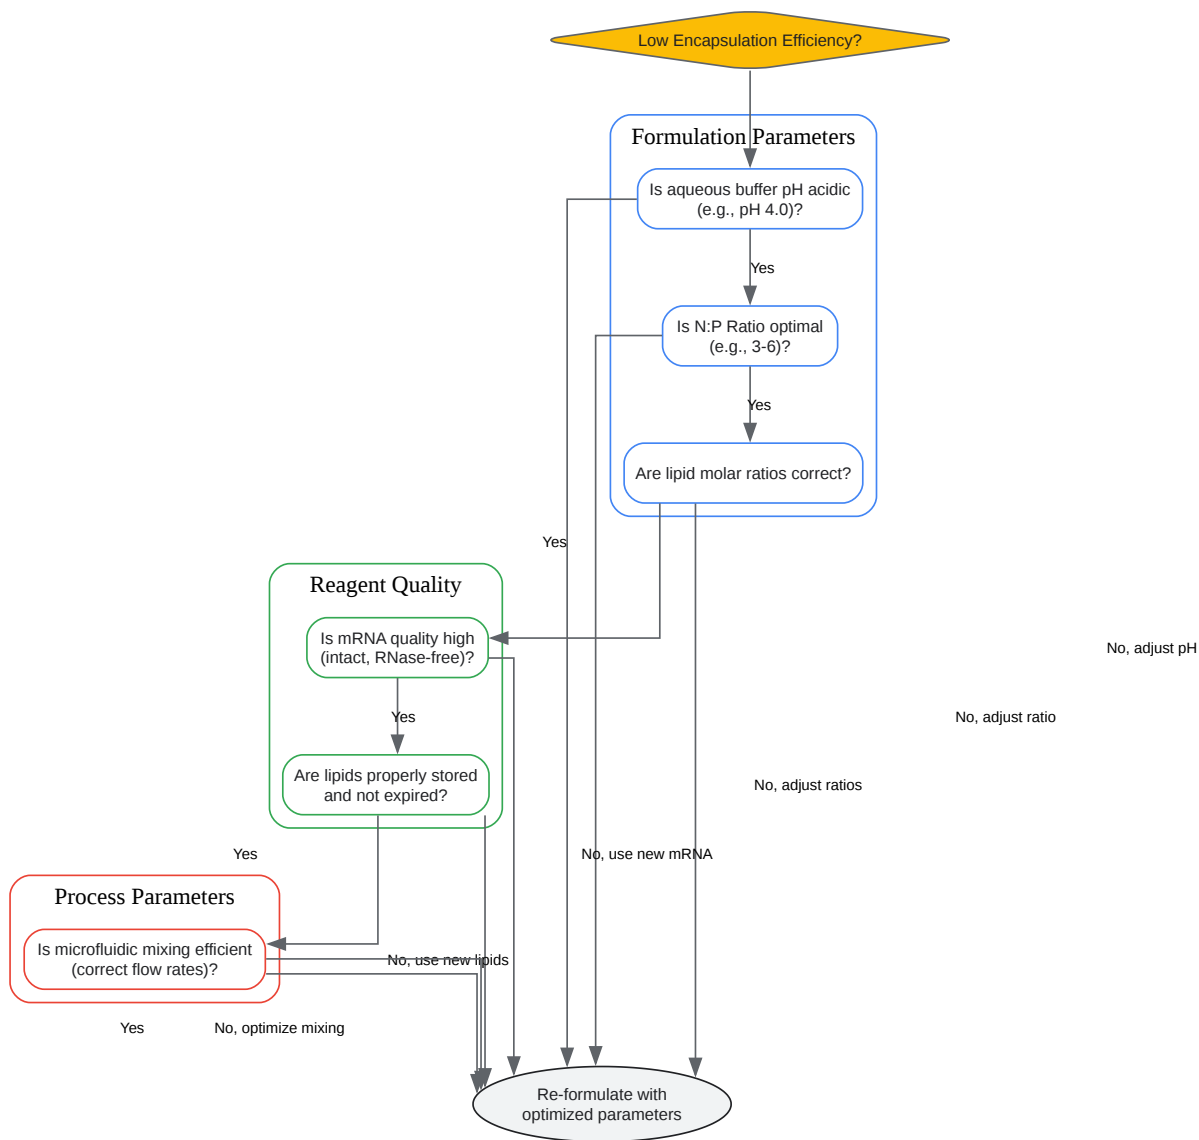 Low Encapsulation Efficiency?
Formulation Parameters
Is aqueous buffer pH acidic
(e.g., pH 4.0)?
Yes
Is N:P Ratio optimal
(e.g., 3-6)?
Yes
Are lipid molar ratios correct?
Yes
Reagent Quality
Is mRNA quality high
(intact, RNase-free)?
No, adjust pH
Yes
No, adjust ratio
Are lipids properly stored
and not expired?
No, adjust ratios
Yes
No, use new mRNA
Process Parameters
Is microfluidic mixing efficient
(correct flow rates)?
No, use new lipids
Yes
No, optimize mixing
Re-formulate with
optimized parameters